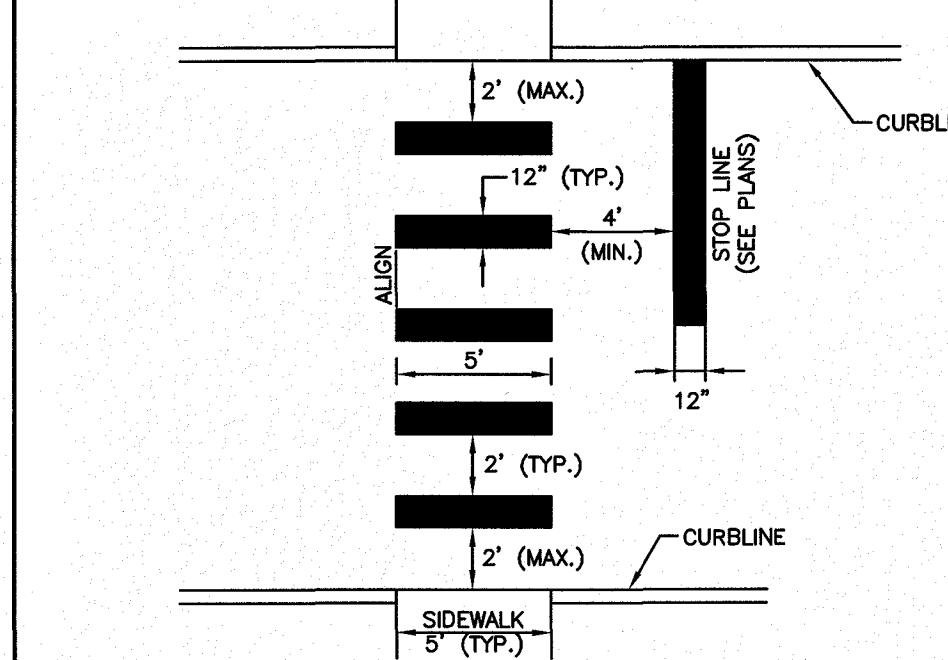 2' (MAX.)
CURBLI
12" (TYP.)
STOP LINE
(SEE PLANS)
4'
(MIN.)
ALIGN
5'
12"
2' (TYP.)
CURBLINE
2' (MAX.)
SIDEWALK
5' (TYP.)